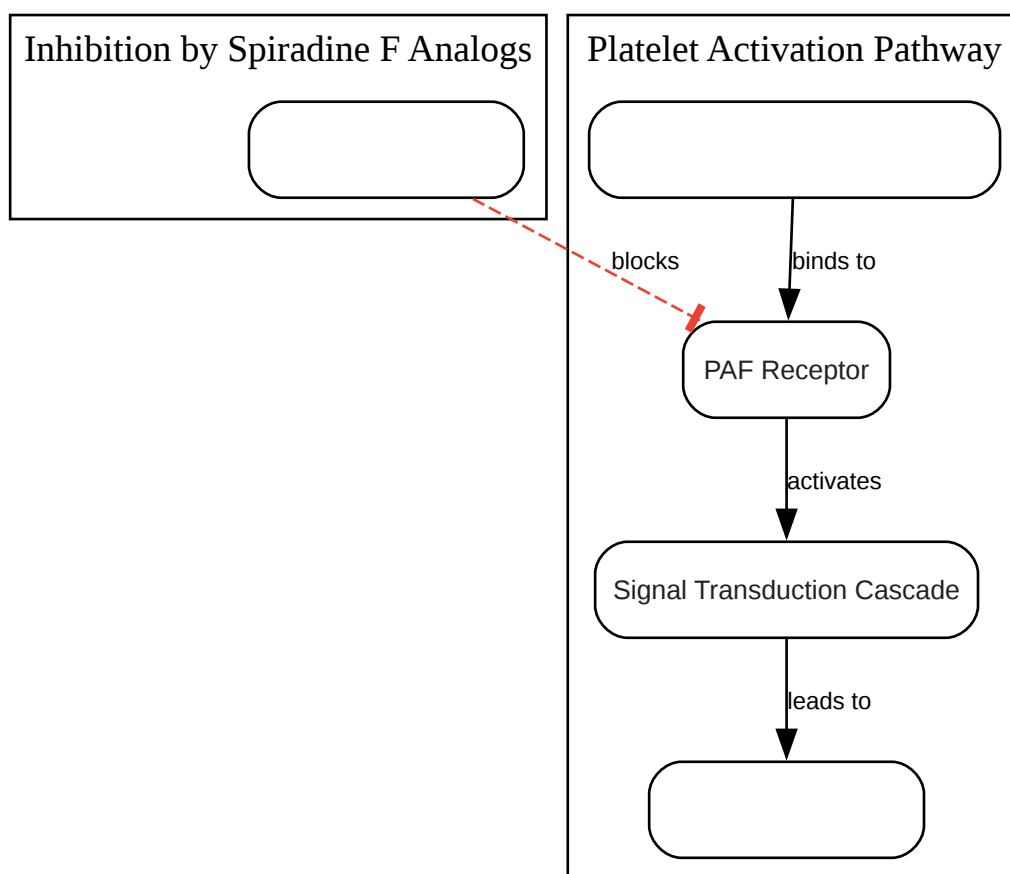 Inhibition by Spiradine F Analogs
Platelet Activation Pathway
blocks
binds to
PAF Receptor
activates
Signal Transduction Cascade
leads to